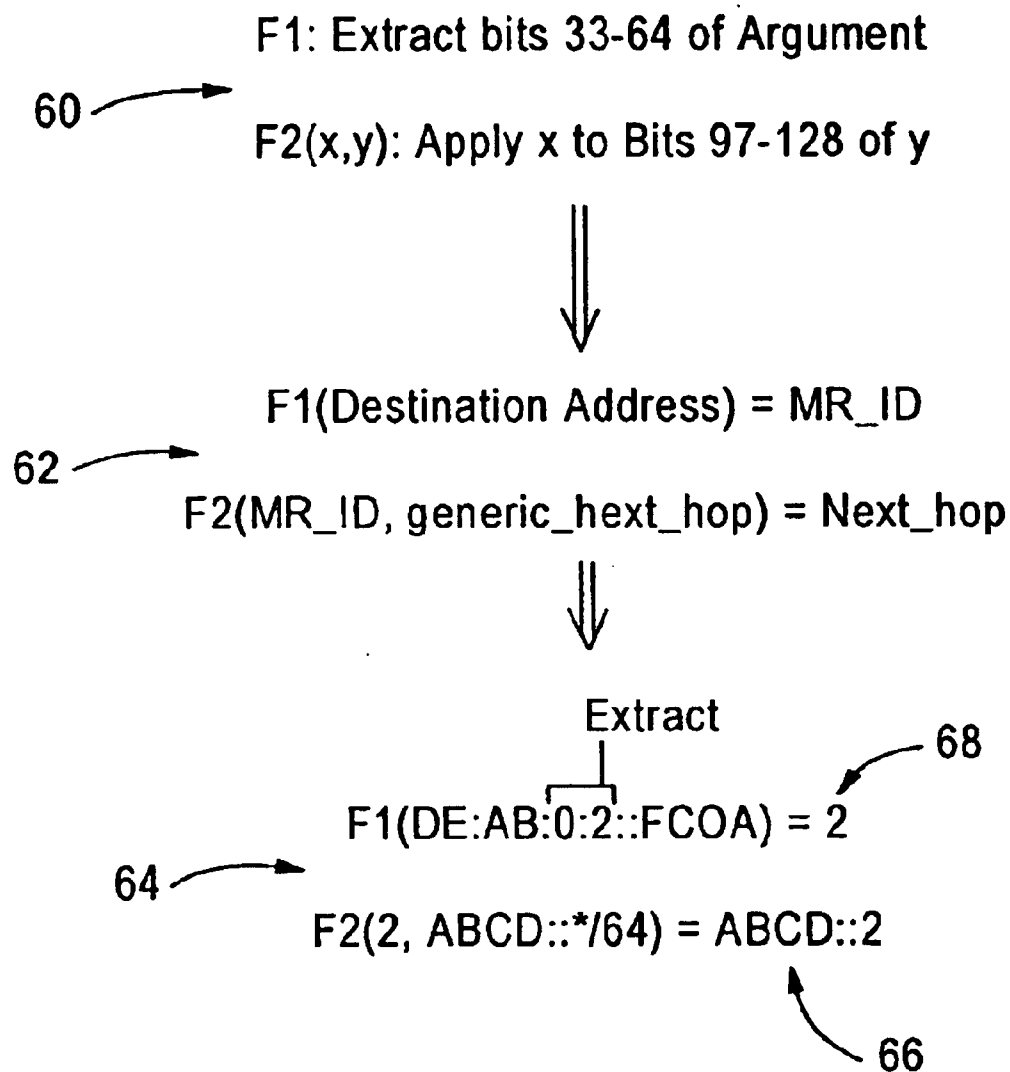 F1: Extract bits 33-64 of Argument
60
F2(x,y): Apply x to Bits 97-128 of y
F1(Destination Address) = MR_ID
62
F2(MR_ID, generic_hext_hop) = Next_hop
Extract
68
F1(DE:AB:0:2::FCOA) = 2
64
F2(2, ABCD::*/64) = ABCD::2
66